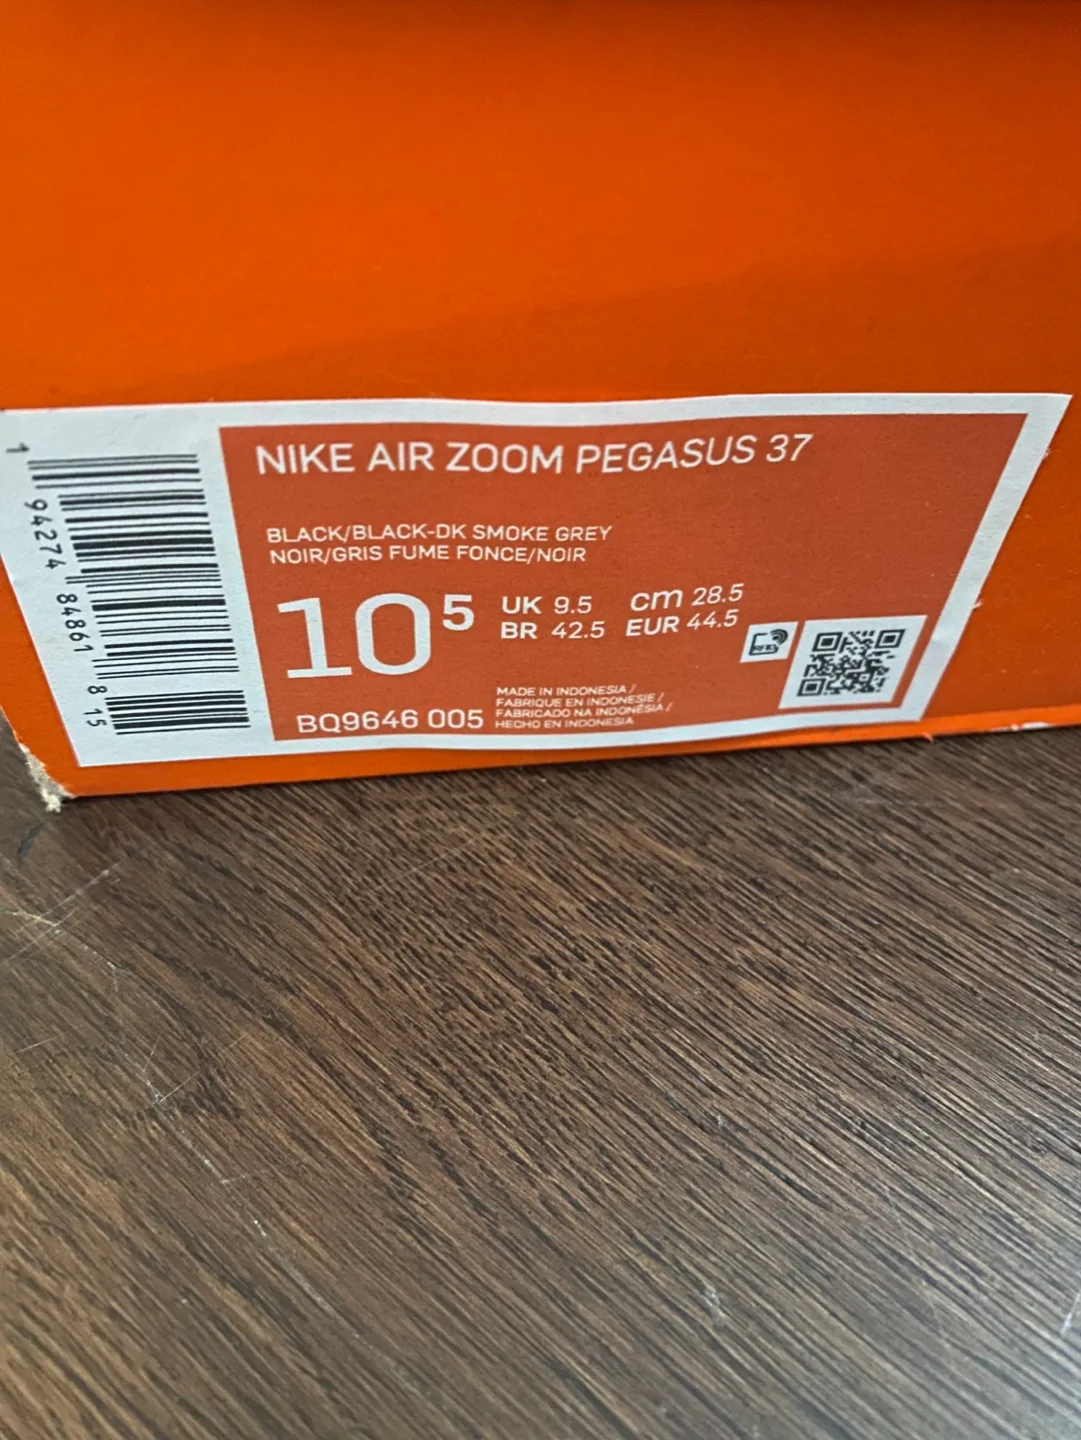 NIKE AIR ZOOM PEGASUS 37
BLACK/BLACK-DK SMOKE GREY
NOIR/GRIS FUME FONCE/NOIR
10 5
UK 9.5 cm 28.5
BR 42.5 EUR 44.5
BQ9646 005
MADE IN INDONESIA /
FABRIQUE EN INDONESIE /
FABRICADO NA INDONÉSIA /
HECHO EN INDONESIA
RFID
1 94274 84861 8 15